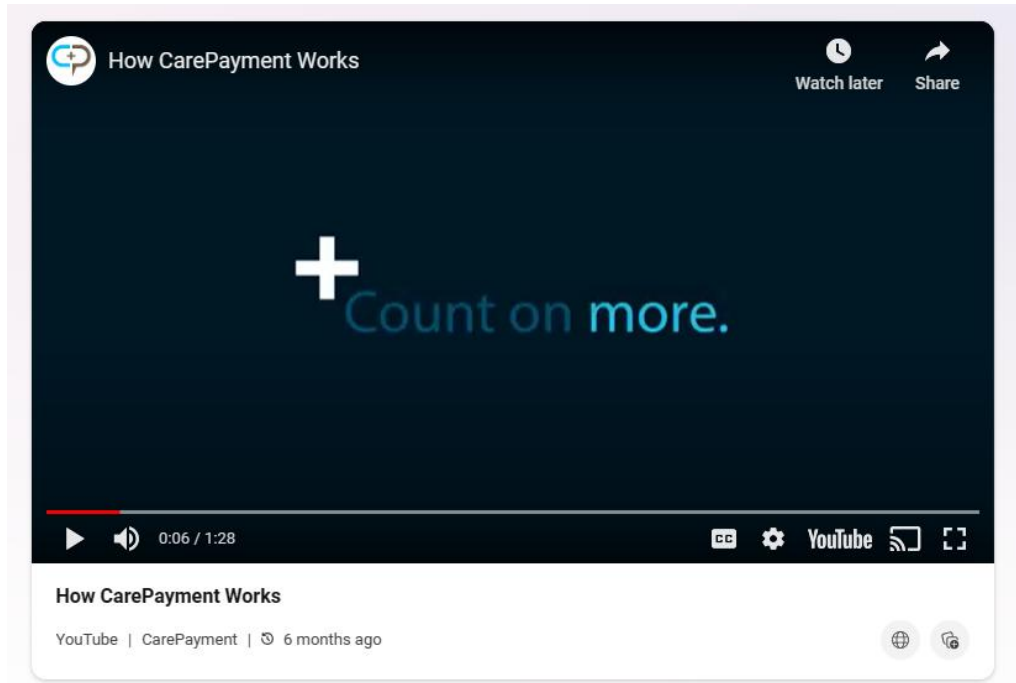 How CarePayment Works
Watch later
Share
Count on more.
0:06 / 1:28
CC
YouTube
How CarePayment Works
YouTube | CarePayment | 6 months ago